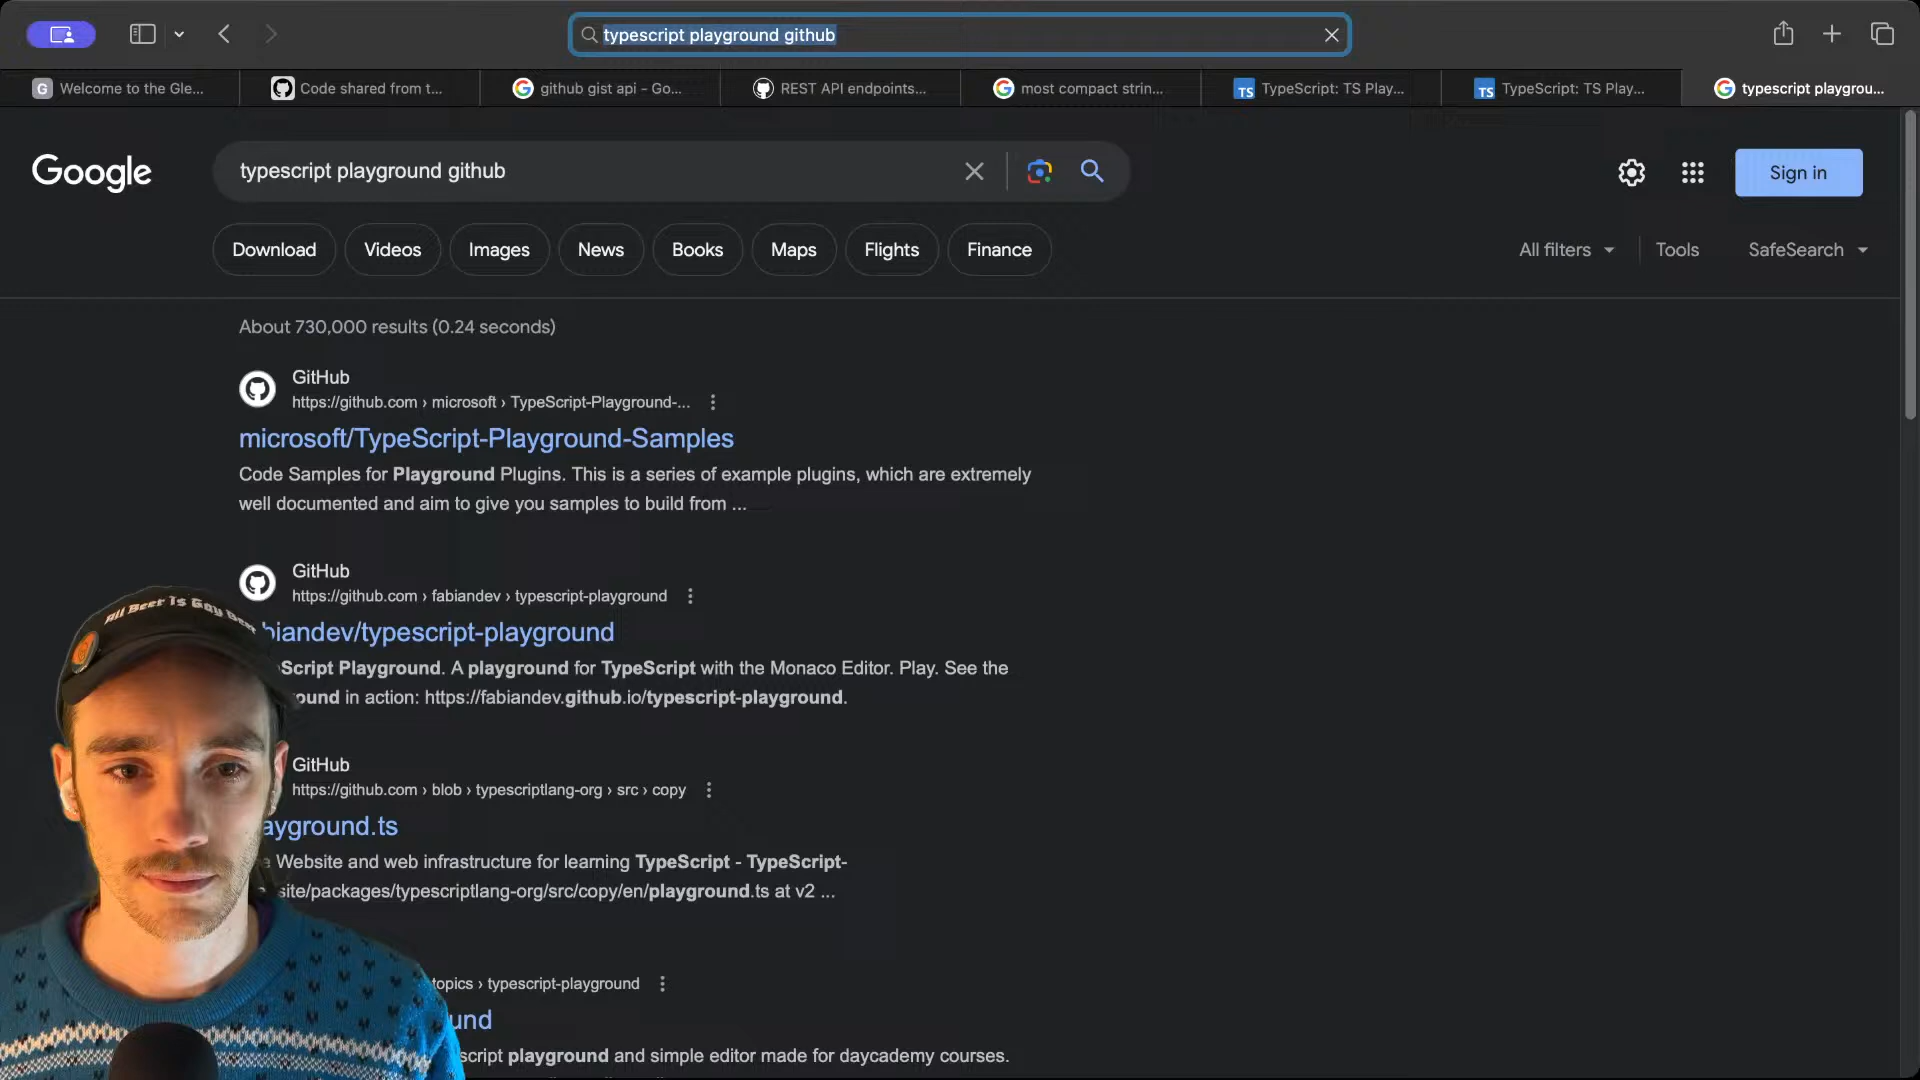 typescript playground github
G Welcome to the Gle...
Code shared from t...
github gist api - Go...
REST API endpoints...
most compact strin...
TS TypeScript: TS Play...
TS TypeScript: TS Play...
typescript playgrou...
Google
typescript playground github
Sign in
Download
Videos
Images
News
Books
Maps
Flights
Finance
All filters
Tools
SafeSearch
About 730,000 results (0.24 seconds)
GitHub
https://github.com › microsoft › TypeScript-Playground-...
microsoft/TypeScript-Playground-Samples
Code Samples for Playground Plugins. This is a series of example plugins, which are extremely
well documented and aim to give you samples to build from ...
GitHub
https://github.com › fabiandev › typescript-playground
biandev/typescript-playground
Script Playground. A playground for TypeScript with the Monaco Editor. Play. See the
ound in action: https://fabiandev.github.io/typescript-playground.
GitHub
https://github.com › blob › typescriptlang-org › src › copy
ayground.ts
e Website and web infrastructure for learning TypeScript - TypeScript-
site/packages/typescriptlang-org/src/copy/en/playground.ts at v2 ...
topics › typescript-playground
und
script playground and simple editor made for daycademy courses.
All Beer Is Gay